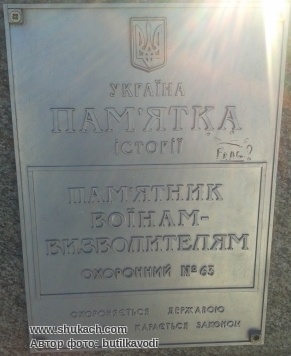 УКРАЇНА
ПАМ'ЯТКА
ІСТОРІЇ
ПАМ'ЯТНИК
ВОЇНАМ-
ВИЗВОЛИТЕЛЯМ
ОХОРОННИЙ № 63
ОХОРОНЯЄТЬСЯ ДЕРЖАВОЮ
КАРАЄТЬСЯ ЗАКОНОМ
www.shukach.com
Автор фото: butilkavodi